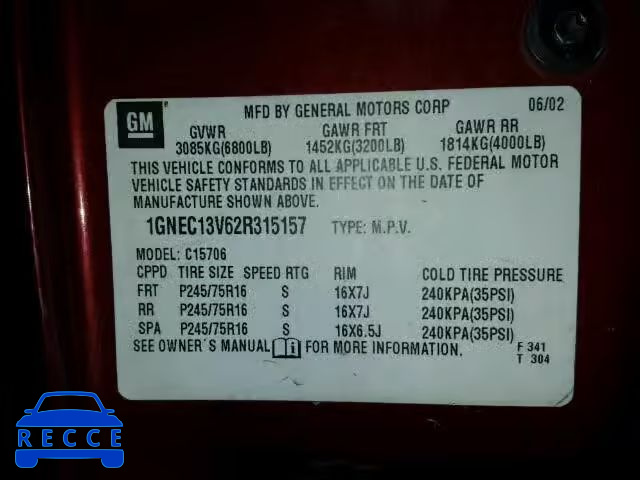 GM ®
MFD BY GENERAL MOTORS CORP 06/02
GVWR GAWR FRT GAWR RR
3085KG(6800LB) 1452KG(3200LB) 1814KG(4000LB)
THIS VEHICLE CONFORMS TO ALL APPLICABLE U.S. FEDERAL MOTOR
VEHICLE SAFETY STANDARDS IN EFFECT ON THE DATE OF
MANUFACTURE SHOWN ABOVE.
1GNEC13V62R315157 TYPE: M.P.V.
MODEL: C15706
CPPD TIRE SIZE SPEED RTG RIM COLD TIRE PRESSURE
FRT P245/75R16 S 16X7J 240KPA(35PSI)
RR P245/75R16 S 16X7J 240KPA(35PSI)
SPA P245/75R16 S 16X6.5J 240KPA(35PSI)
SEE OWNER'S MANUAL FOR MORE INFORMATION. F 341
T 304
RECCE